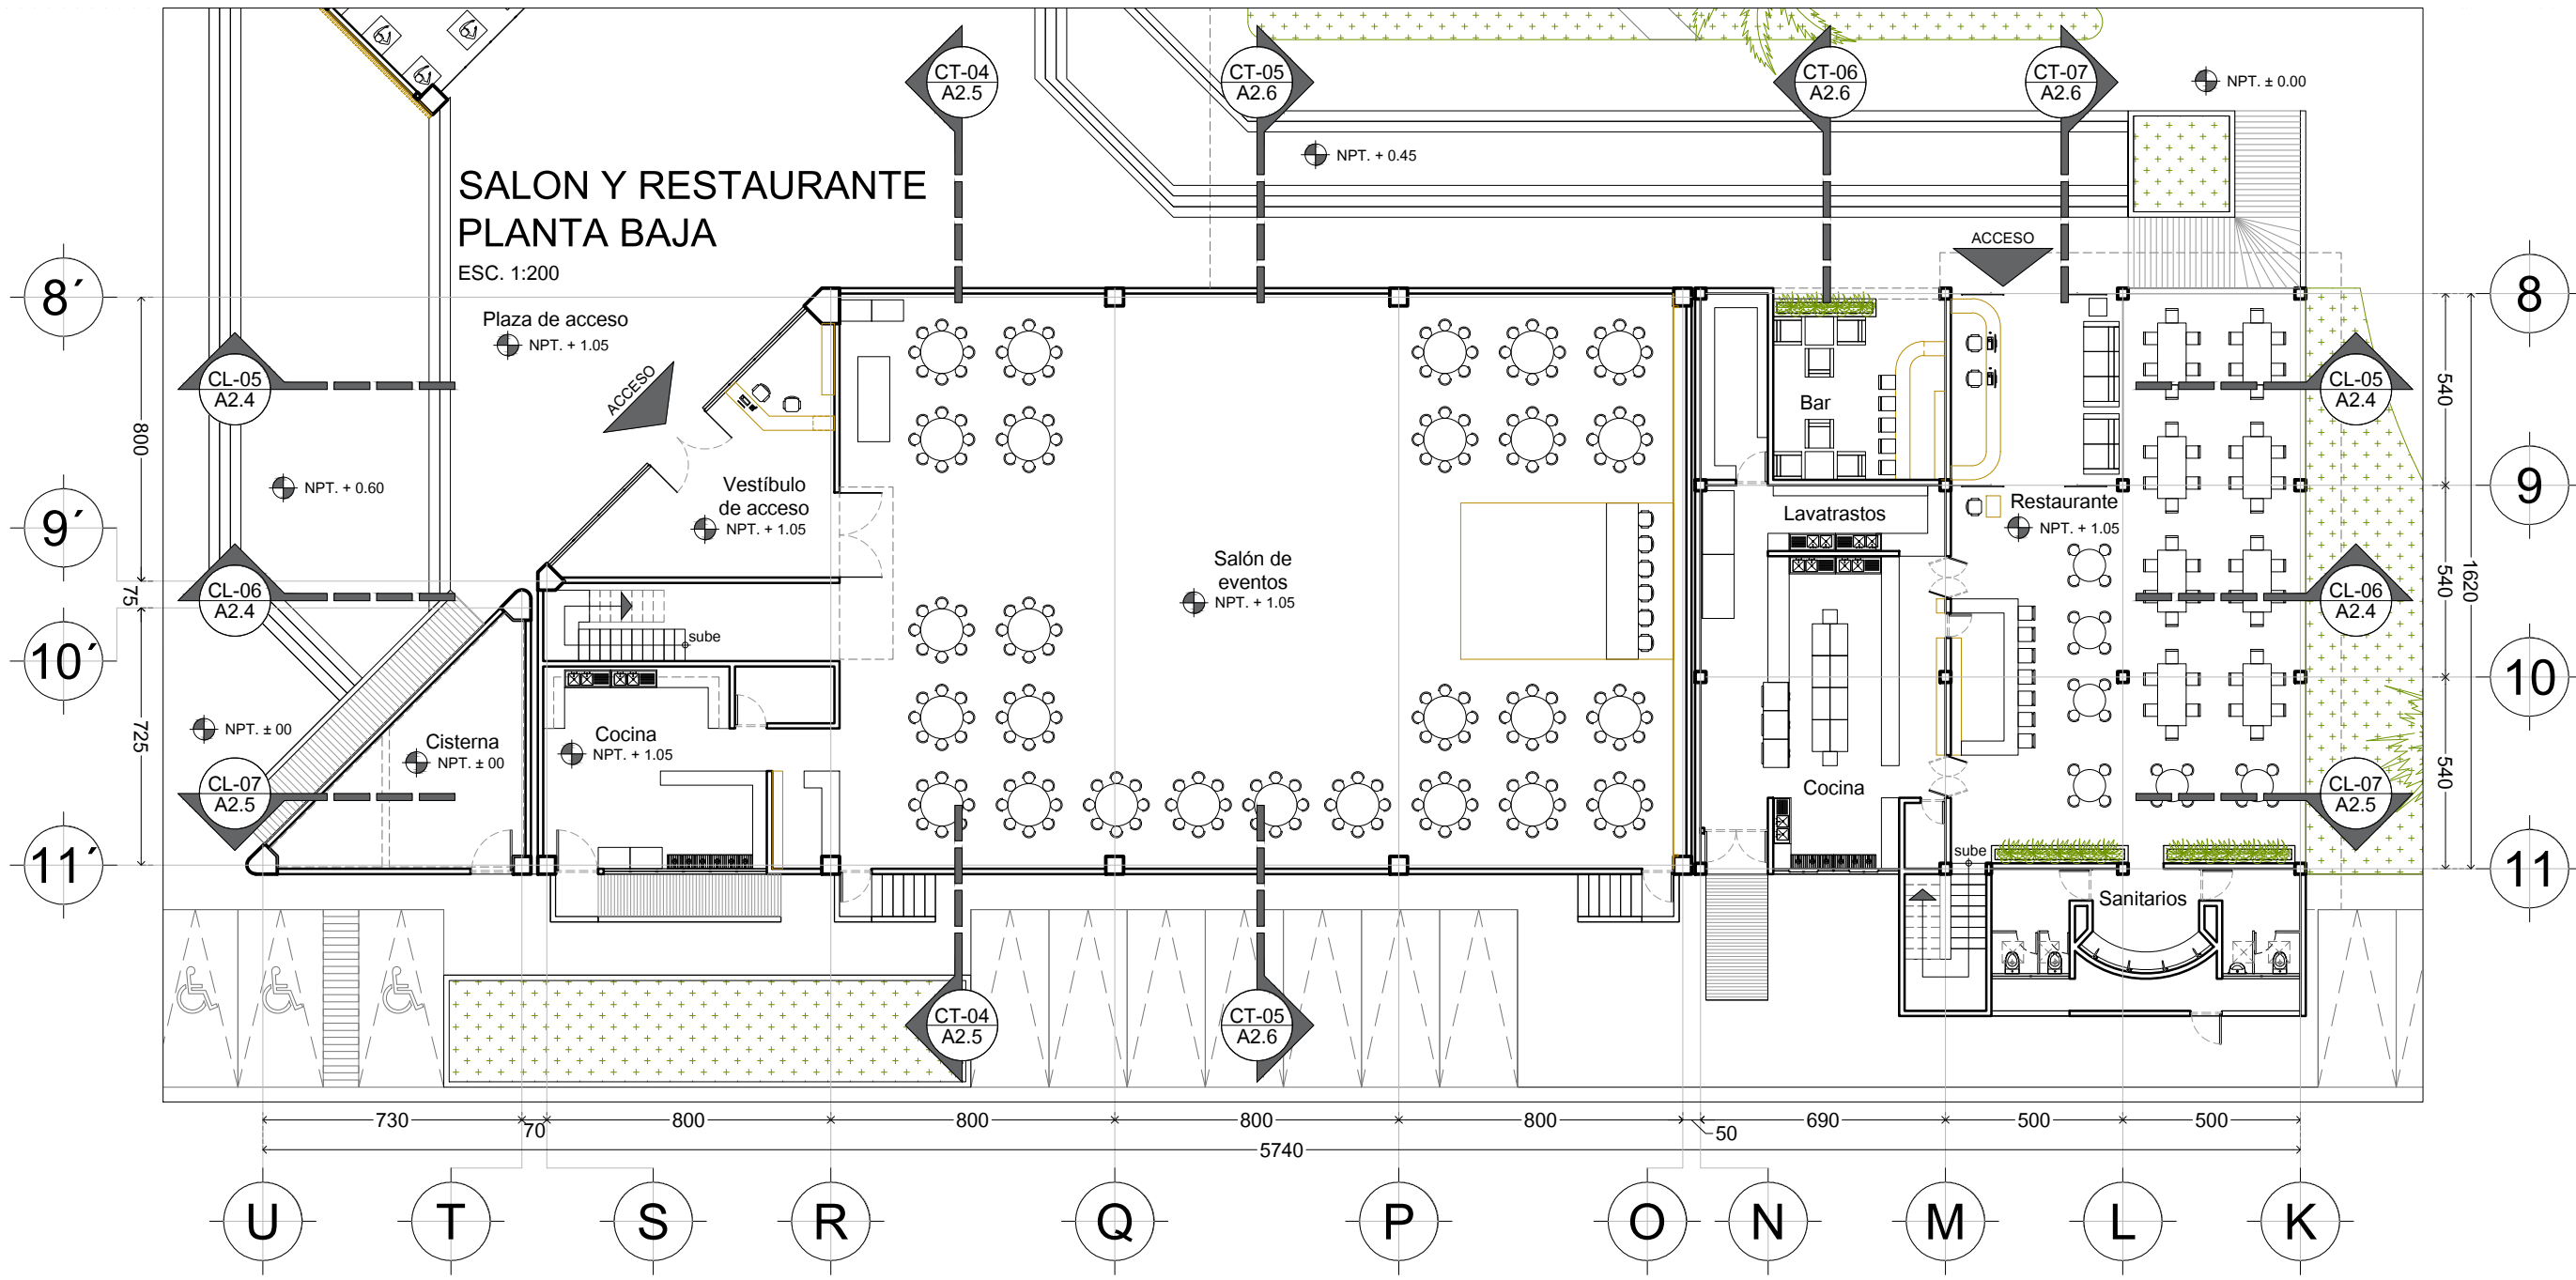 CT-04
A2.5
CT-05
A2.6
CT-06
A2.6
CT-07
A2.6
NPT. ± 0.00
NPT. + 0.45
SALON Y RESTAURANTE
PLANTA BAJA
ESC. 1:200
ACCESO
8´
8
Plaza de acceso
NPT. + 1.05
CL-05
A2.4
ACCESO
Bar
CL-05
A2.4
540
800
NPT. + 0.60
Vestíbulo
de acceso
NPT. + 1.05
9
Lavatrastos
Restaurante
NPT. + 1.05
9´
Salón de
eventos
NPT. + 1.05
CL-06
A2.4
75
CL-06
A2.4
540
1620
sube
10´
10
NPT. ± 00
725
Cisterna
NPT. ± 00
Cocina
NPT. + 1.05
CL-07
A2.5
Cocina
CL-07
A2.5
540
11´
sube
11
Sanitarios
CT-04
A2.5
CT-05
A2.6
730
70
800
800
800
800
50
690
500
500
5740
U
T
S
R
Q
P
O
N
M
L
K